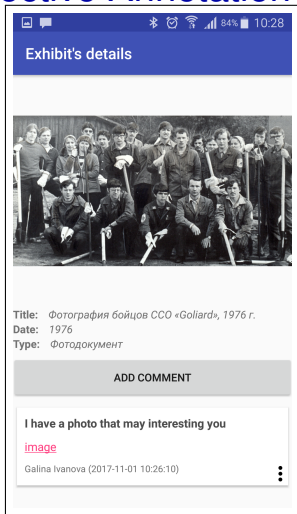 84% 10:28
Exhibit's details
Title: Фотография бойцов ССО «Goliard», 1976 г.
Date: 1976
Type: Фотодокумент
ADD COMMENT
I have a photo that may interesting you
image
Galina Ivanova (2017-11-01 10:26:10)